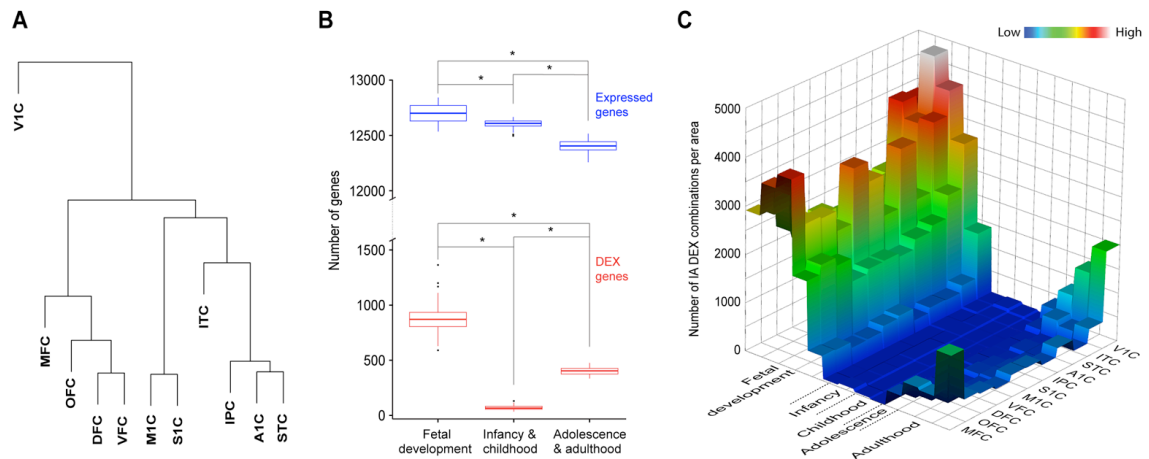 A
V1C
MFC
OFC
DFC
VFC
M1C
S1C
ITC
IPC
A1C
STC
B
Number of genes
13000
12500
12000
1500
1000
500
0
*
*
*
Expressed
genes
*
*
*
DEX
genes
Fetal
development
Infancy &
childhood
Adolescence
& adulthood
C
Low
High
Number of IA DEX combinations per area
5000
4000
3000
2000
1000
0
Fetal
development
Infancy
Childhood
Adolescence
Adulthood
V1C
ITC
STC
A1C
IPC
S1C
M1C
VFC
DFC
OFC
MFC